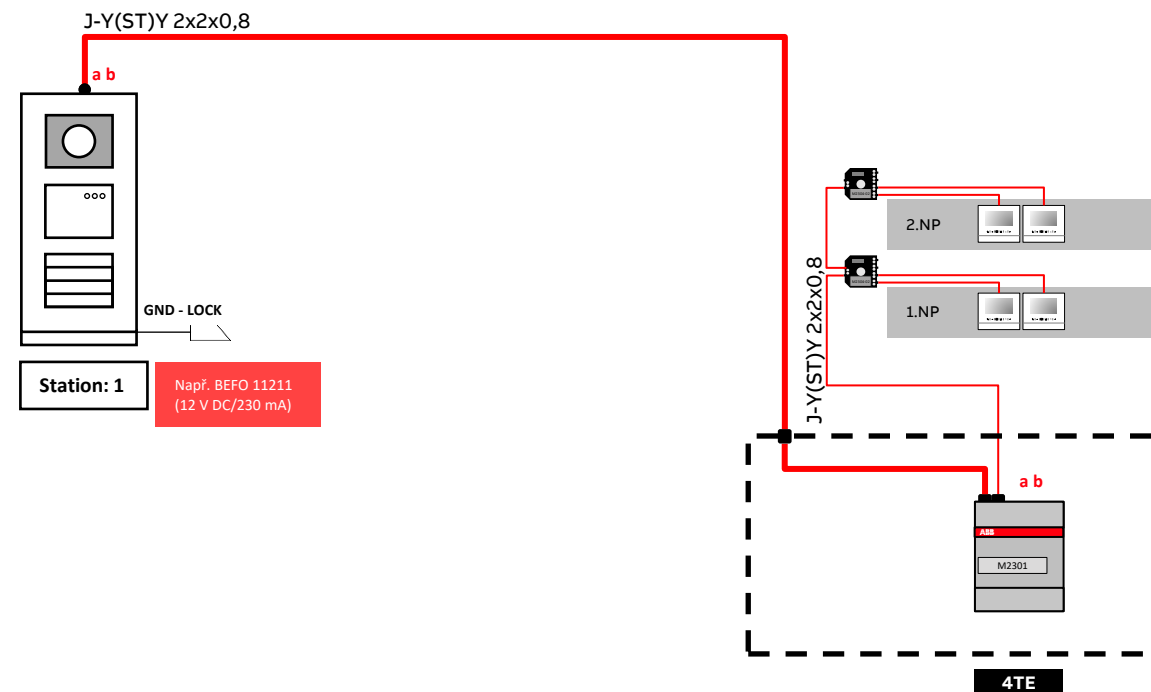 J-Y(ST)Y 2x2x0,8
a b
GND - LOCK
Station: 1
Např. BEFO 11211
(12 V DC/230 mA)
2.NP
1.NP
J-Y(ST)Y 2x2x0,8
a b
ABB
M2301
4TE